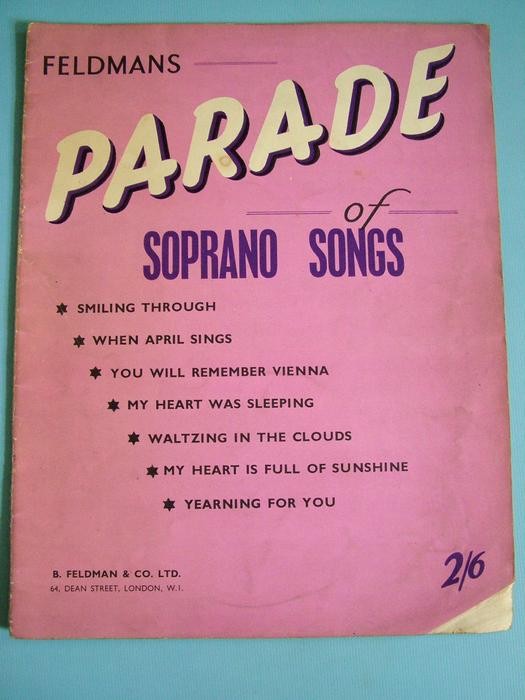 FELDMANS
PARADE
of
SOPRANO SONGS
SMILING THROUGH
WHEN APRIL SINGS
YOU WILL REMEMBER VIENNA
MY HEART WAS SLEEPING
WALTZING IN THE CLOUDS
MY HEART IS FULL OF SUNSHINE
YEARNING FOR YOU
B. FELDMAN & CO. LTD.
64, DEAN STREET, LONDON, W.1.
2/6